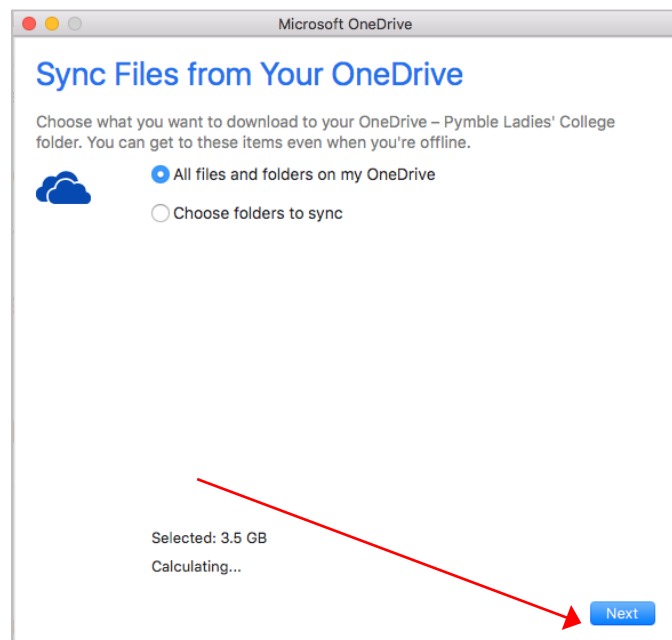 Microsoft OneDrive
Sync Files from Your OneDrive
Choose what you want to download to your OneDrive – Pymble Ladies' College
folder. You can get to these items even when you're offline.
All files and folders on my OneDrive
Choose folders to sync
Selected: 3.5 GB
Calculating...
Next